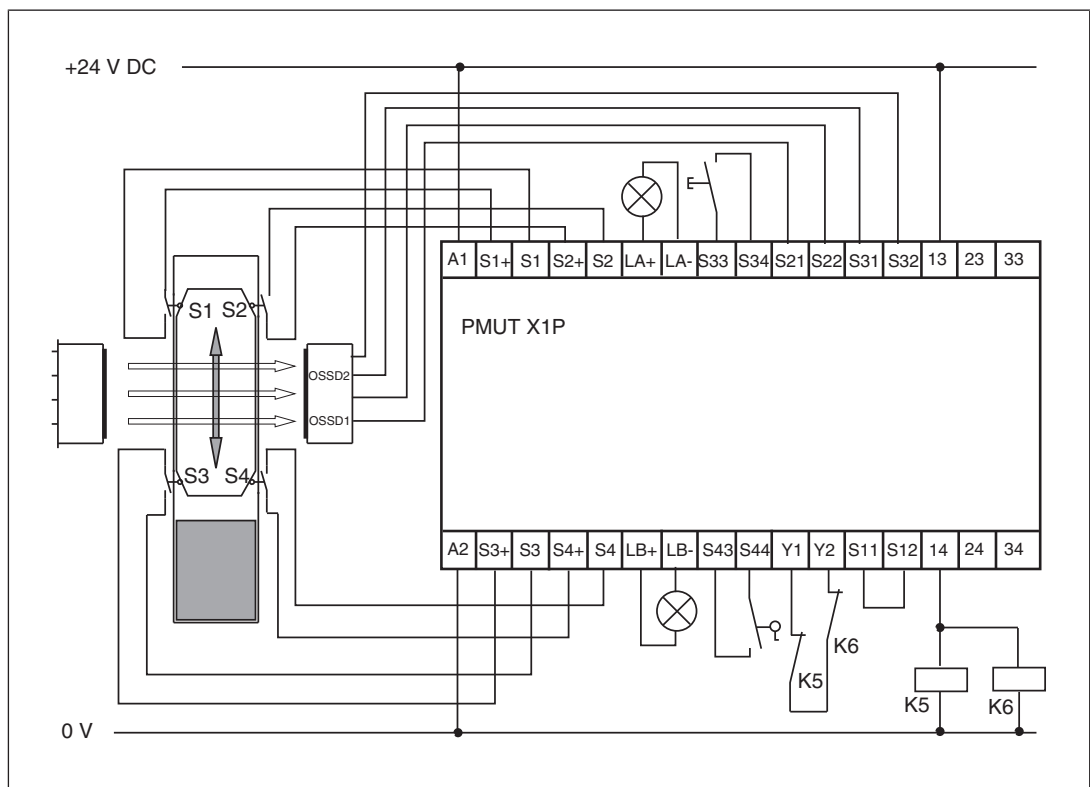 +24 V DC
A1 S1+ S1 S2+ S2 LA+ LA- S33 S34 S21 S22 S31 S32 13 23 33
S1 S2
PMUT X1P
OSSD2
OSSD1
S3 S4
A2 S3+ S3 S4+ S4 LB+ LB- S43 S44 Y1 Y2 S11 S12 14 24 34
K6
K5
K5 K6
0 V